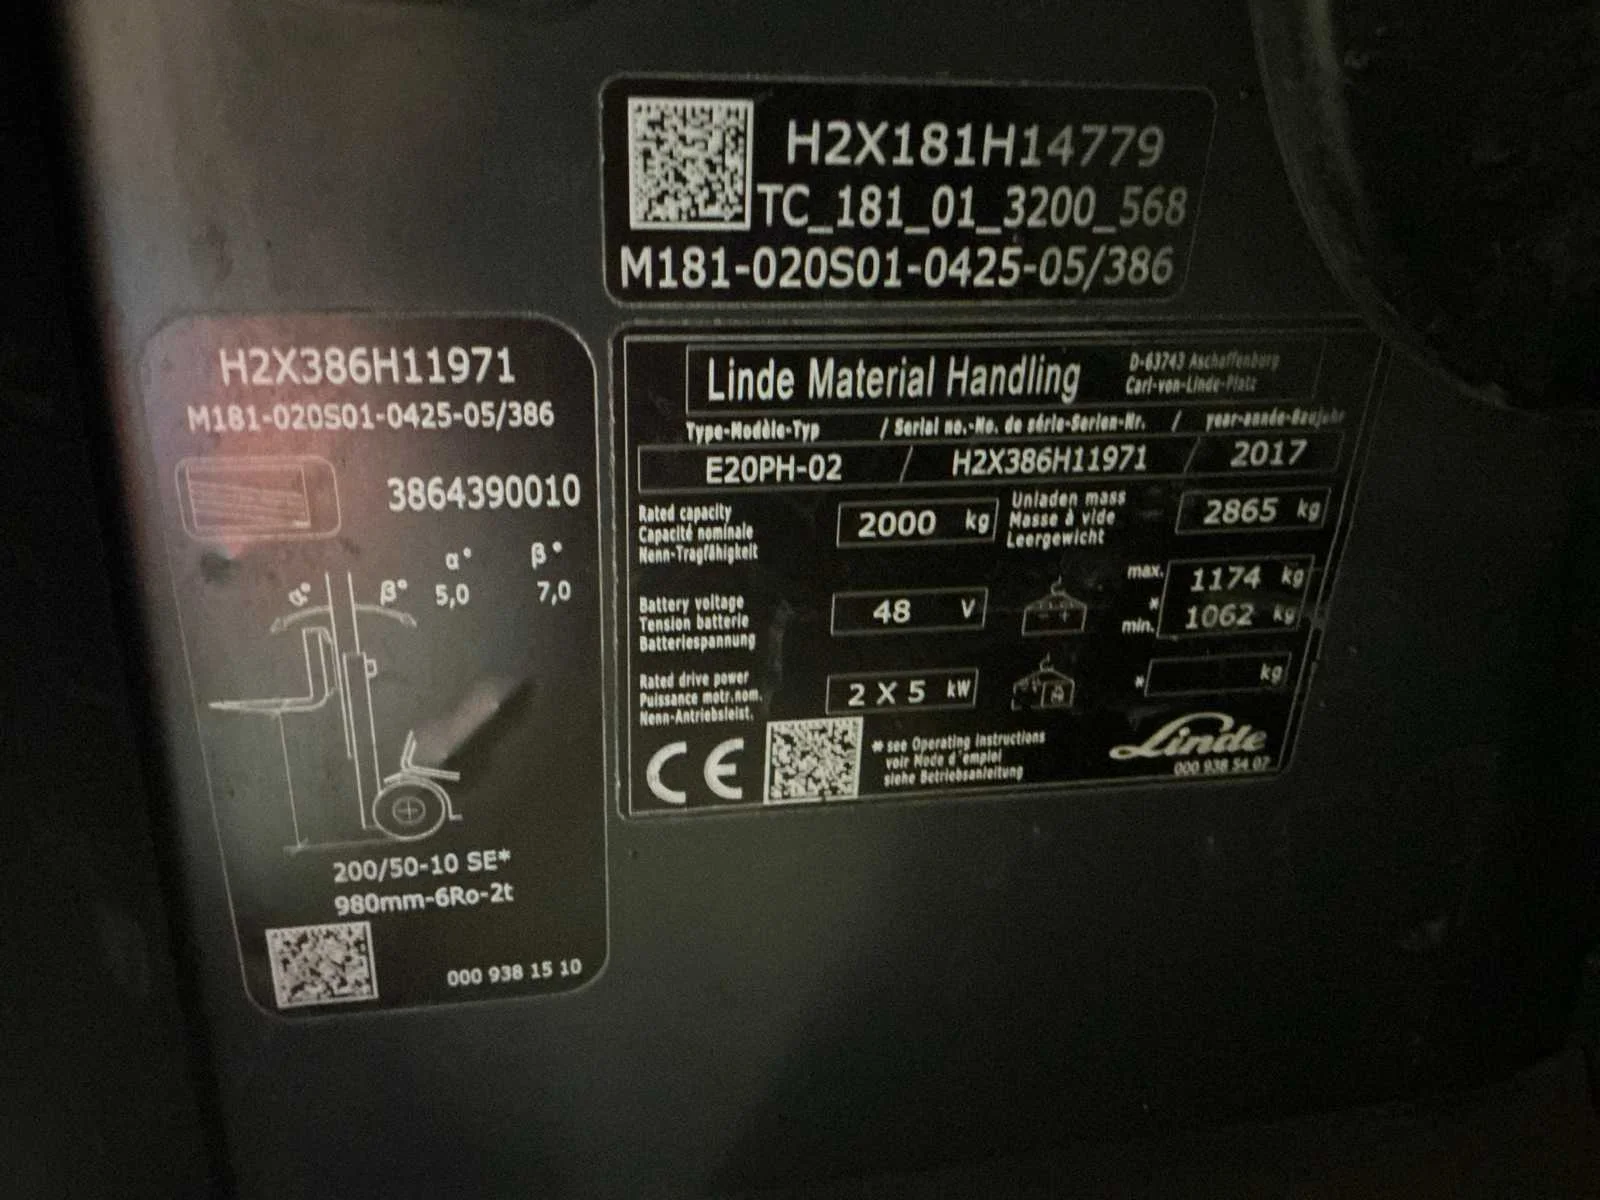 H2X181H14779
TC_181_01_3200_568
M181-020S01-0425-05/386
H2X386H11971
M181-020S01-0425-05/386
3864390010
α° β°
α° β° 5,0 7,0
200/50-10 SE*
980mm-6Ro-2t
000 938 15 10
Linde Material Handling
D-63743 Aschaffenburg
Carl-von-Linde-Platz
Type-Modèle-Typ / Serial no.-No. de série-Serien-Nr. / year-année-Baujahr
E20PH-02 / H2X386H11971 / 2017
Rated capacity
Capacité nominale
Nenn-Tragfähigkeit
2000 kg
Unladen mass
Masse à vide
Leergewicht
2865 kg
Battery voltage
Tension batterie
Batteriespannung
48 V
- +
max. 1174 kg
*
min. 1062 kg
Rated drive power
Puissance motr.nom.
Nenn-Antriebsleist.
2 X 5 kW
* kg
CE
* see Operating instructions
voir Mode d'emploi
siehe Betriebsanleitung
Linde
000 938 54 07